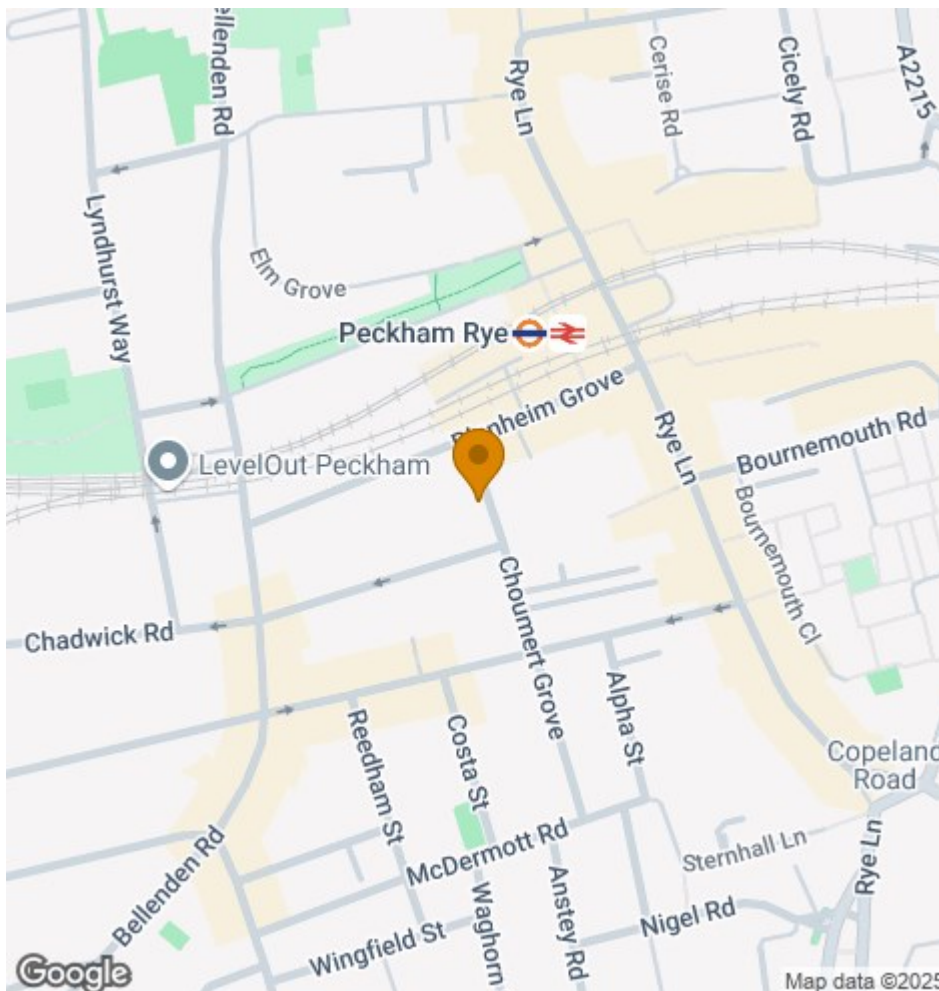 Bellenden Rd
Rye Ln
Cerise Rd
Cicely Rd
A2215
Lyndhurst Way
Elm Grove
Peckham Rye
Blenheim Grove
Rye Ln
Bournemouth Rd
LevelOut Peckham
Bournemouth Cl
Choumert Grove
Chadwick Rd
Alpha St
Reedham St
Costa St
Copeland
Road
McDermott Rd
Sternhall Ln
Rye Ln
Bellenden Rd
Waghorn
Anstey Rd
Nigel Rd
Wingfield St
Google
Map data ©2025